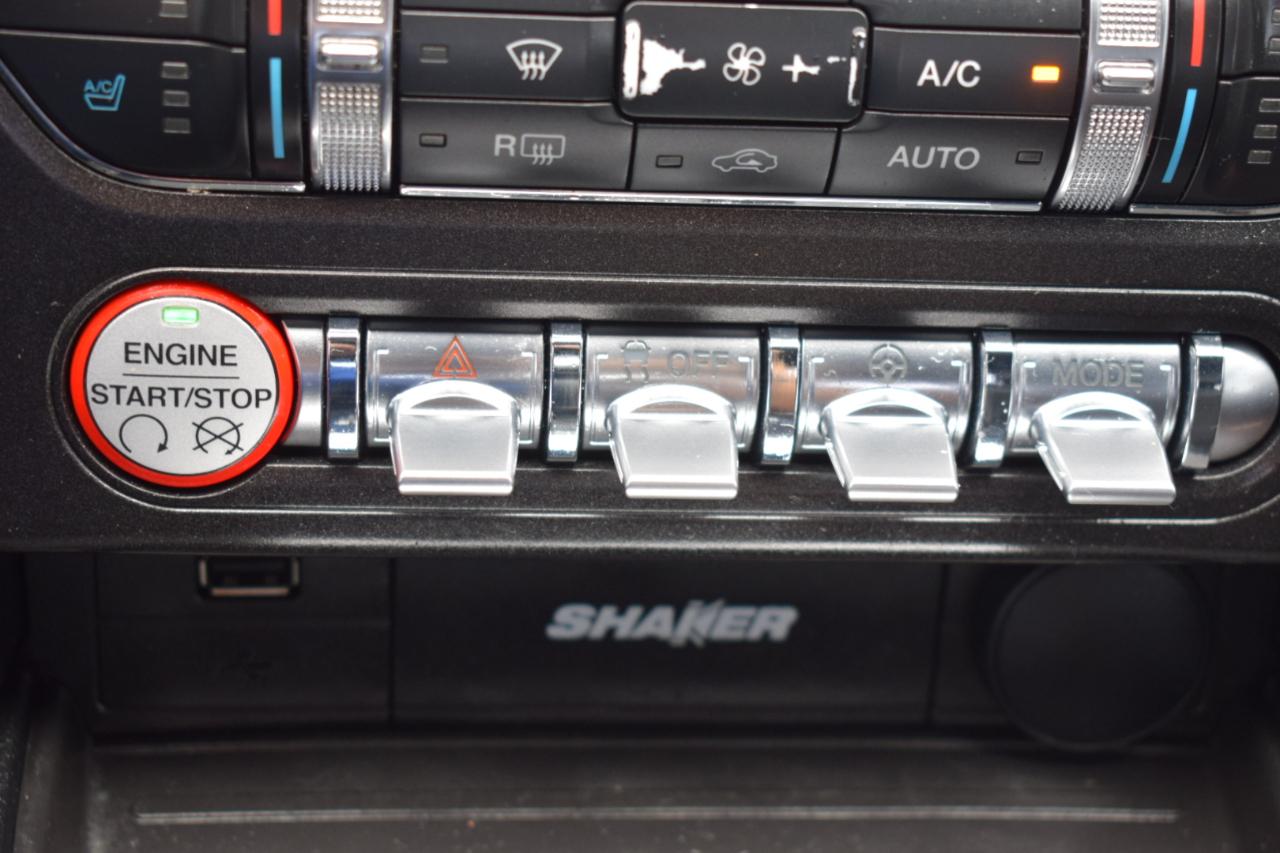 A/C
A/C
R
AUTO
ENGINE
START/STOP
OFF
MODE
SHAKER